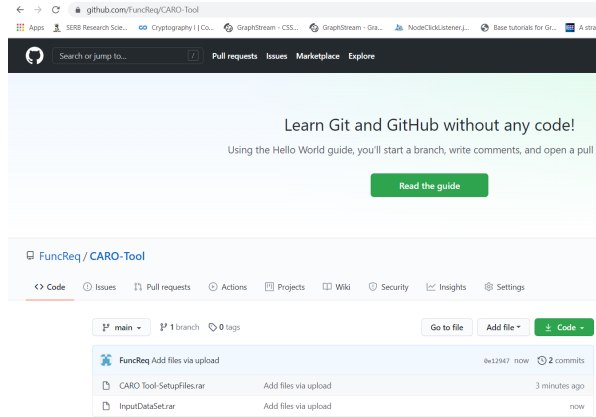 github.com/FuncReq/CARO-Tool
Apps SERB Research Scie... Cryptography I | Co... GraphStream - CSS... GraphStream - Gra... NodeClickListener.j... Base tutorials for Gr... A stra
Search or jump to... / Pull requests Issues Marketplace Explore
Learn Git and GitHub without any code!
Using the Hello World guide, you'll start a branch, write comments, and open a pull
Read the guide
FuncReq / CARO-Tool
<> Code Issues Pull requests Actions Projects Wiki Security Insights Settings
main 1 branch 0 tags Go to file Add file Code
FuncReq Add files via upload 0e12947 now 2 commits
CARO Tool-SetupFiles.rar Add files via upload 3 minutes ago
InputDataSet.rar Add files via upload now